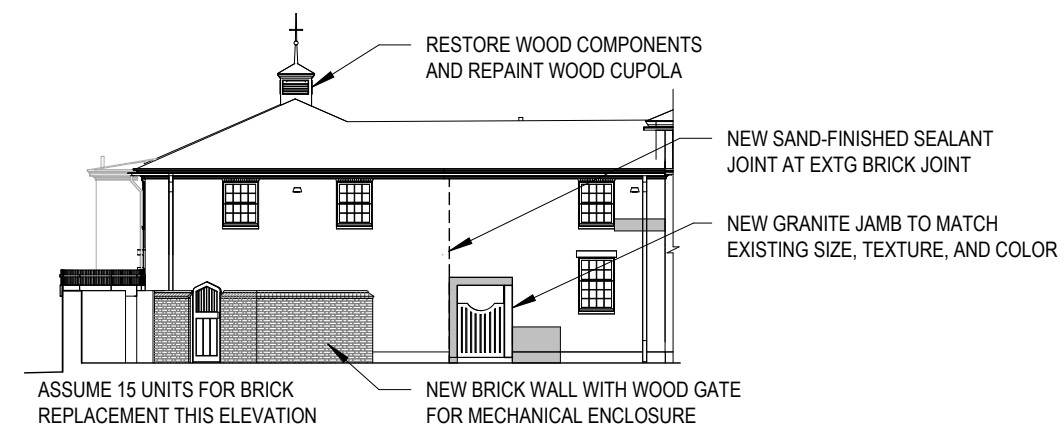 RESTORE WOOD COMPONENTS
AND REPAINT WOOD CUPOLA
NEW SAND-FINISHED SEALANT
JOINT AT EXTG BRICK JOINT
NEW GRANITE JAMB TO MATCH
EXISTING SIZE, TEXTURE, AND COLOR
ASSUME 15 UNITS FOR BRICK
REPLACEMENT THIS ELEVATION
NEW BRICK WALL WITH WOOD GATE
FOR MECHANICAL ENCLOSURE